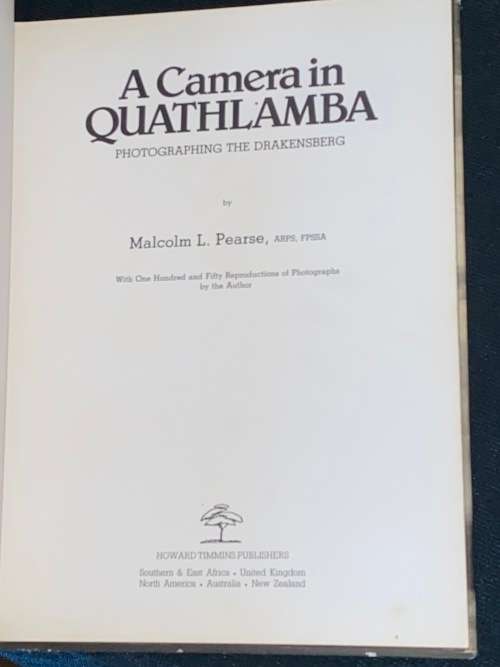 A Camera in
QUATHLAMBA
PHOTOGRAPHING THE DRAKENSBERG
by
Malcolm L. Pearse, ARPS, FPSSA
With One Hundred and Fifty Reproductions of Photographs
by the Author
HOWARD TIMMINS PUBLISHERS
Southern & East Africa • United Kingdom
North America • Australia • New Zealand